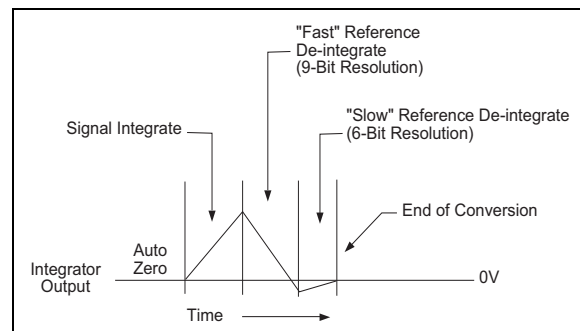 "Fast" Reference
De-integrate
(9-Bit Resolution)
"Slow" Reference De-integrate
(6-Bit Resolution)
Signal Integrate
End of Conversion
Auto
Zero
Integrator
Output
0V
Time